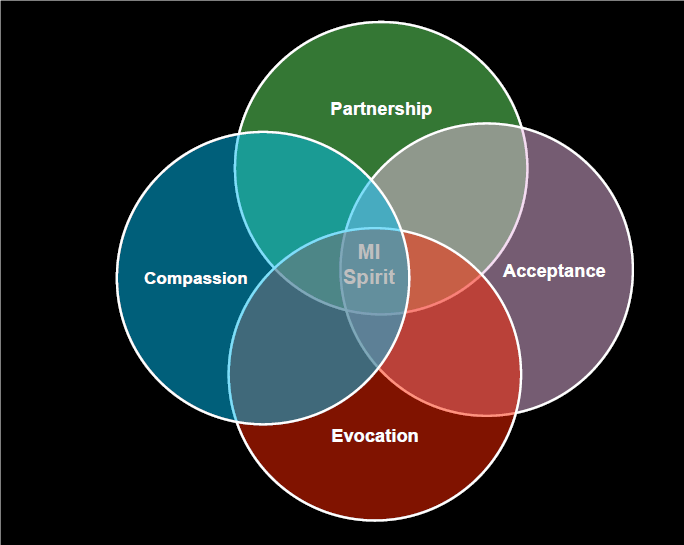 Partnership
MI
Spirit
Compassion
Acceptance
Evocation